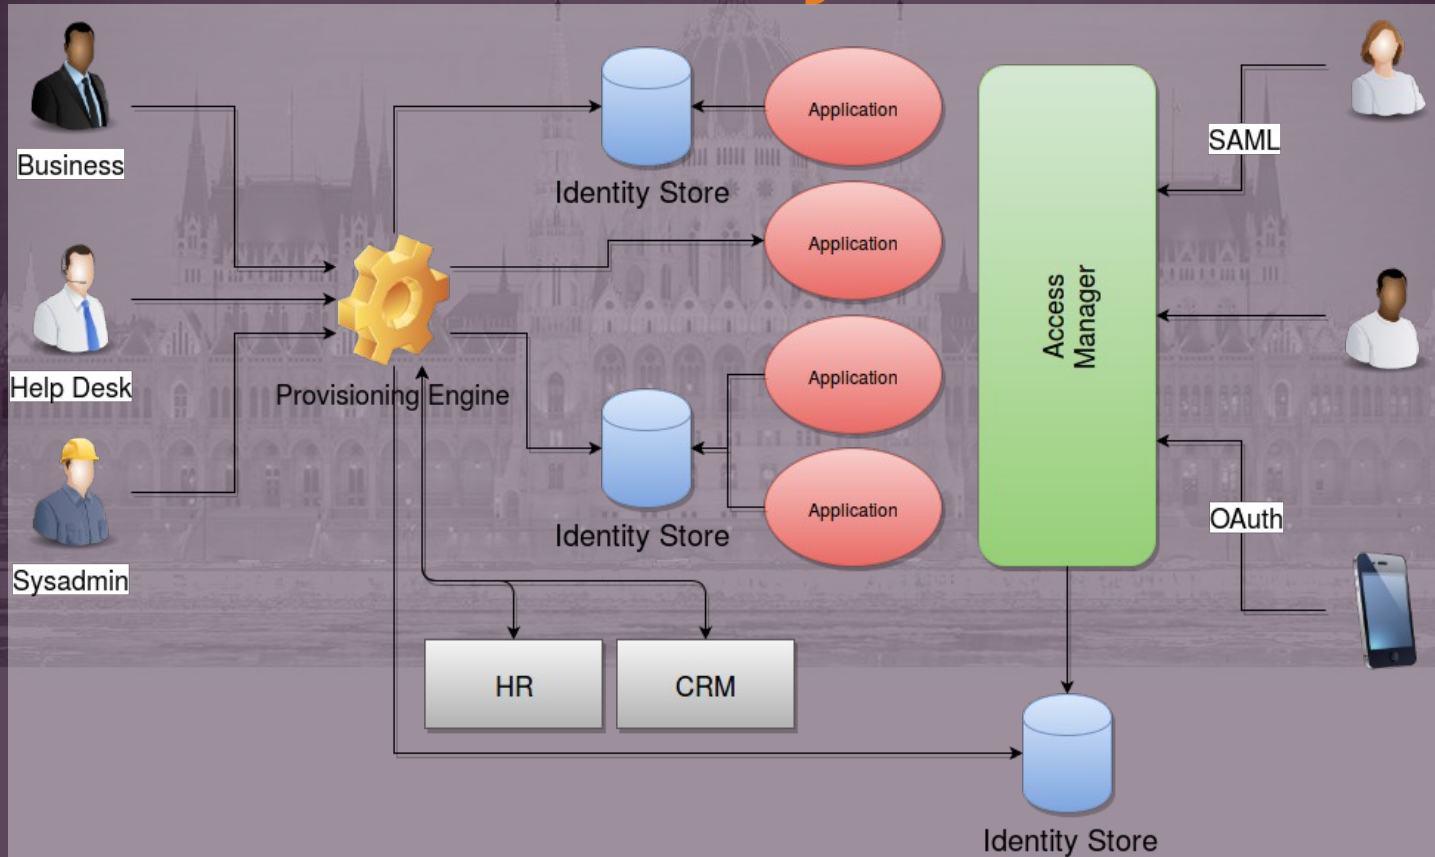 Business
Help Desk
Sysadmin
Provisioning Engine
Identity Store
Identity Store
Application
Application
Application
Application
HR
CRM
Access
Manager
SAML
OAuth
Identity Store